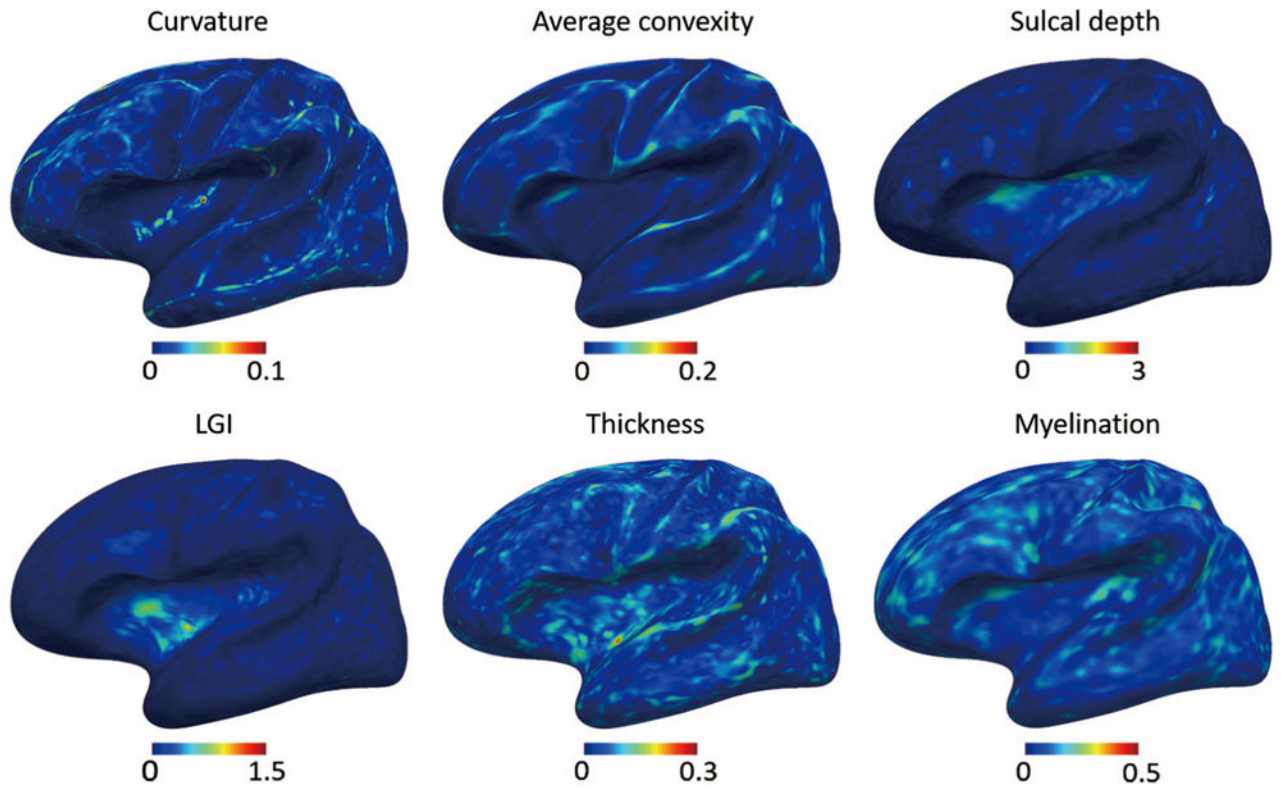 Curvature
Average convexity
Sulcal depth
0 0.1
0 0.2
0 3
LGI
Thickness
Myelination
0 1.5
0 0.3
0 0.5